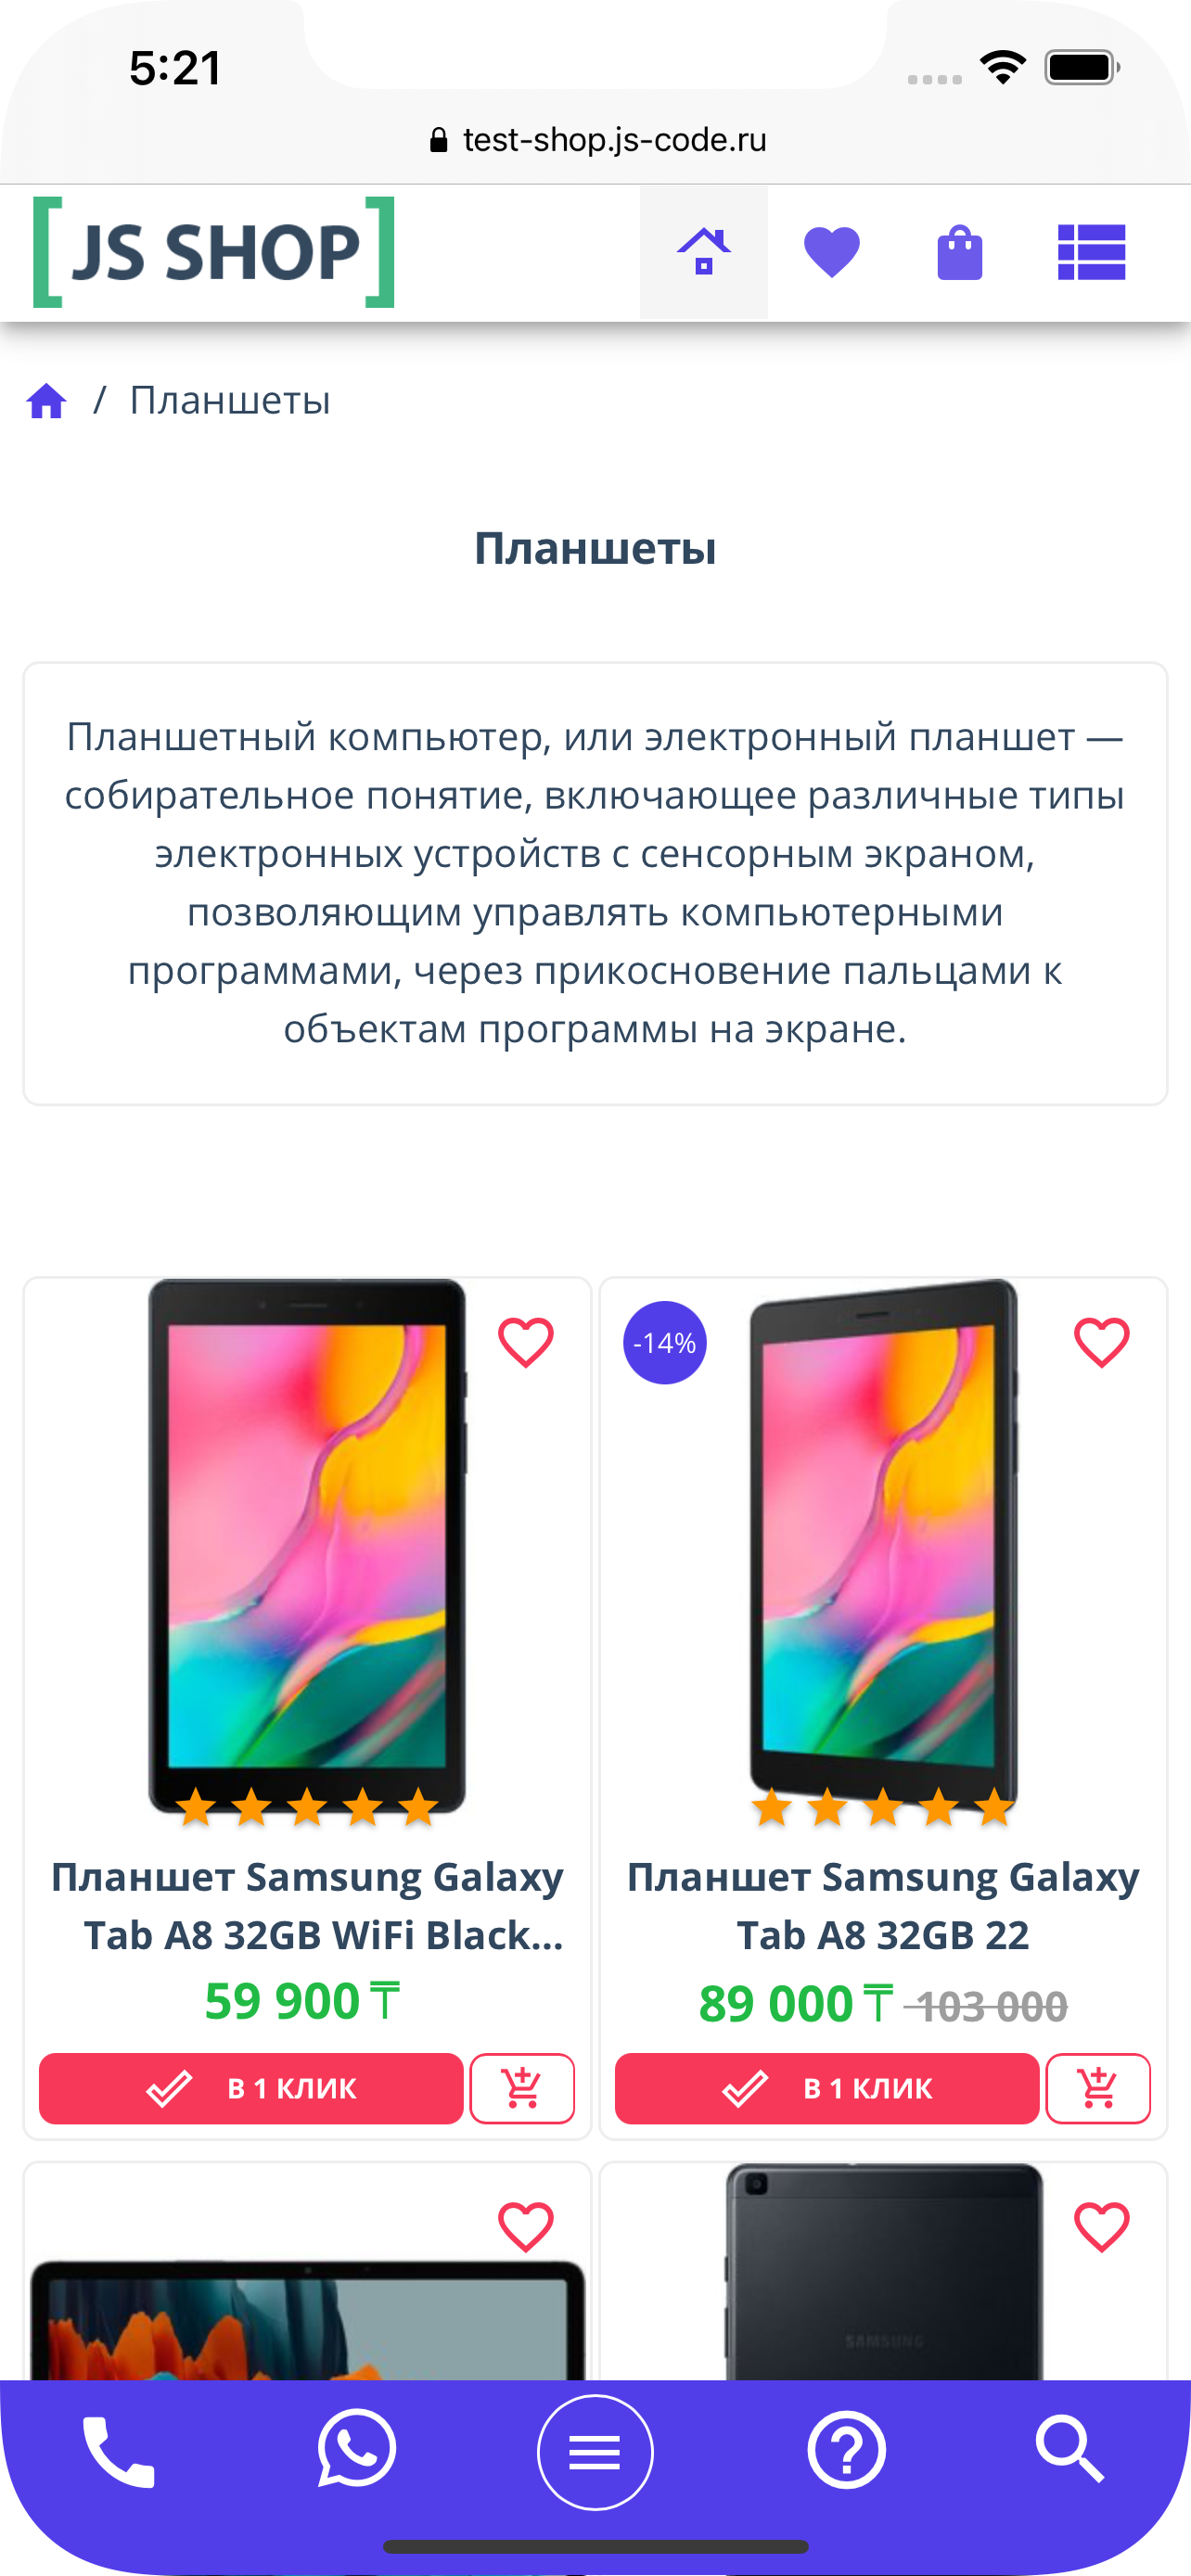 5:21
test-shop.js-code.ru
[JS SHOP]
/ Планшеты
Планшеты
Планшетный компьютер, или электронный планшет —
собирательное понятие, включающее различные типы
электронных устройств с сенсорным экраном,
позволяющим управлять компьютерными
программами, через прикосновение пальцами к
объектам программы на экране.
-14%
Планшет Samsung Galaxy
Tab A8 32GB WiFi Black...
59 900 ₸
В 1 КЛИК
Планшет Samsung Galaxy
Tab A8 32GB 22
89 000 ₸ 103 000
В 1 КЛИК
SAMSUNG